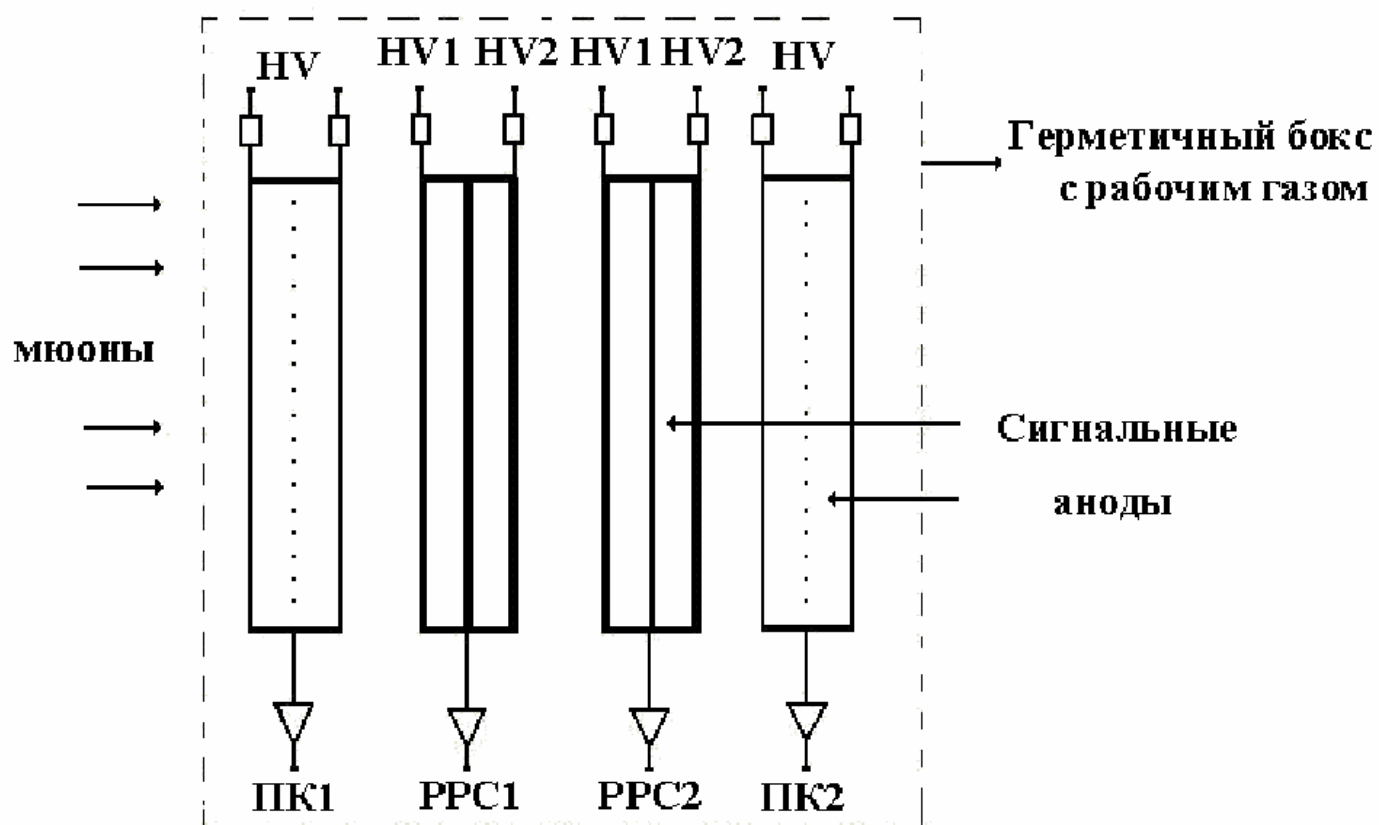 HV HV1 HV2 HV1 HV2 HV
Герметичный бокс
с рабочим газом
мюоны
Сигнальные
аноды
ПК1 РРС1 РРС2 ПК2